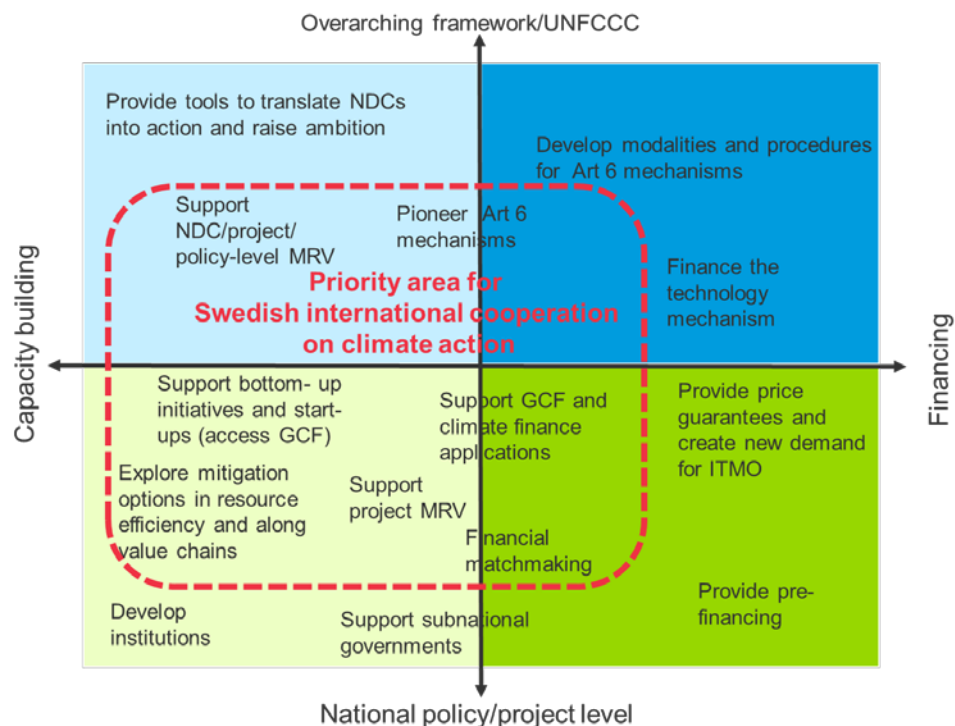 Overarching framework/UNFCCC
Provide tools to translate NDCs
into action and raise ambition
Develop modalities and procedures
for Art 6 mechanisms
Support
NDC/project/
policy-level MRV
Pioneer Art 6
mechanisms
Finance the
technology
mechanism
Priority area for
Swedish international cooperation
on climate action
Capacity building
Financing
Support bottom- up
initiatives and start-
ups (access GCF)
Support GCF and
climate finance
applications
Provide price
guarantees and
create new demand
for ITMO
Explore mitigation
options in resource
efficiency and along
value chains
Support
project MRV
Financial
matchmaking
Develop
institutions
Support subnational
governments
Provide pre-
financing
National policy/project level